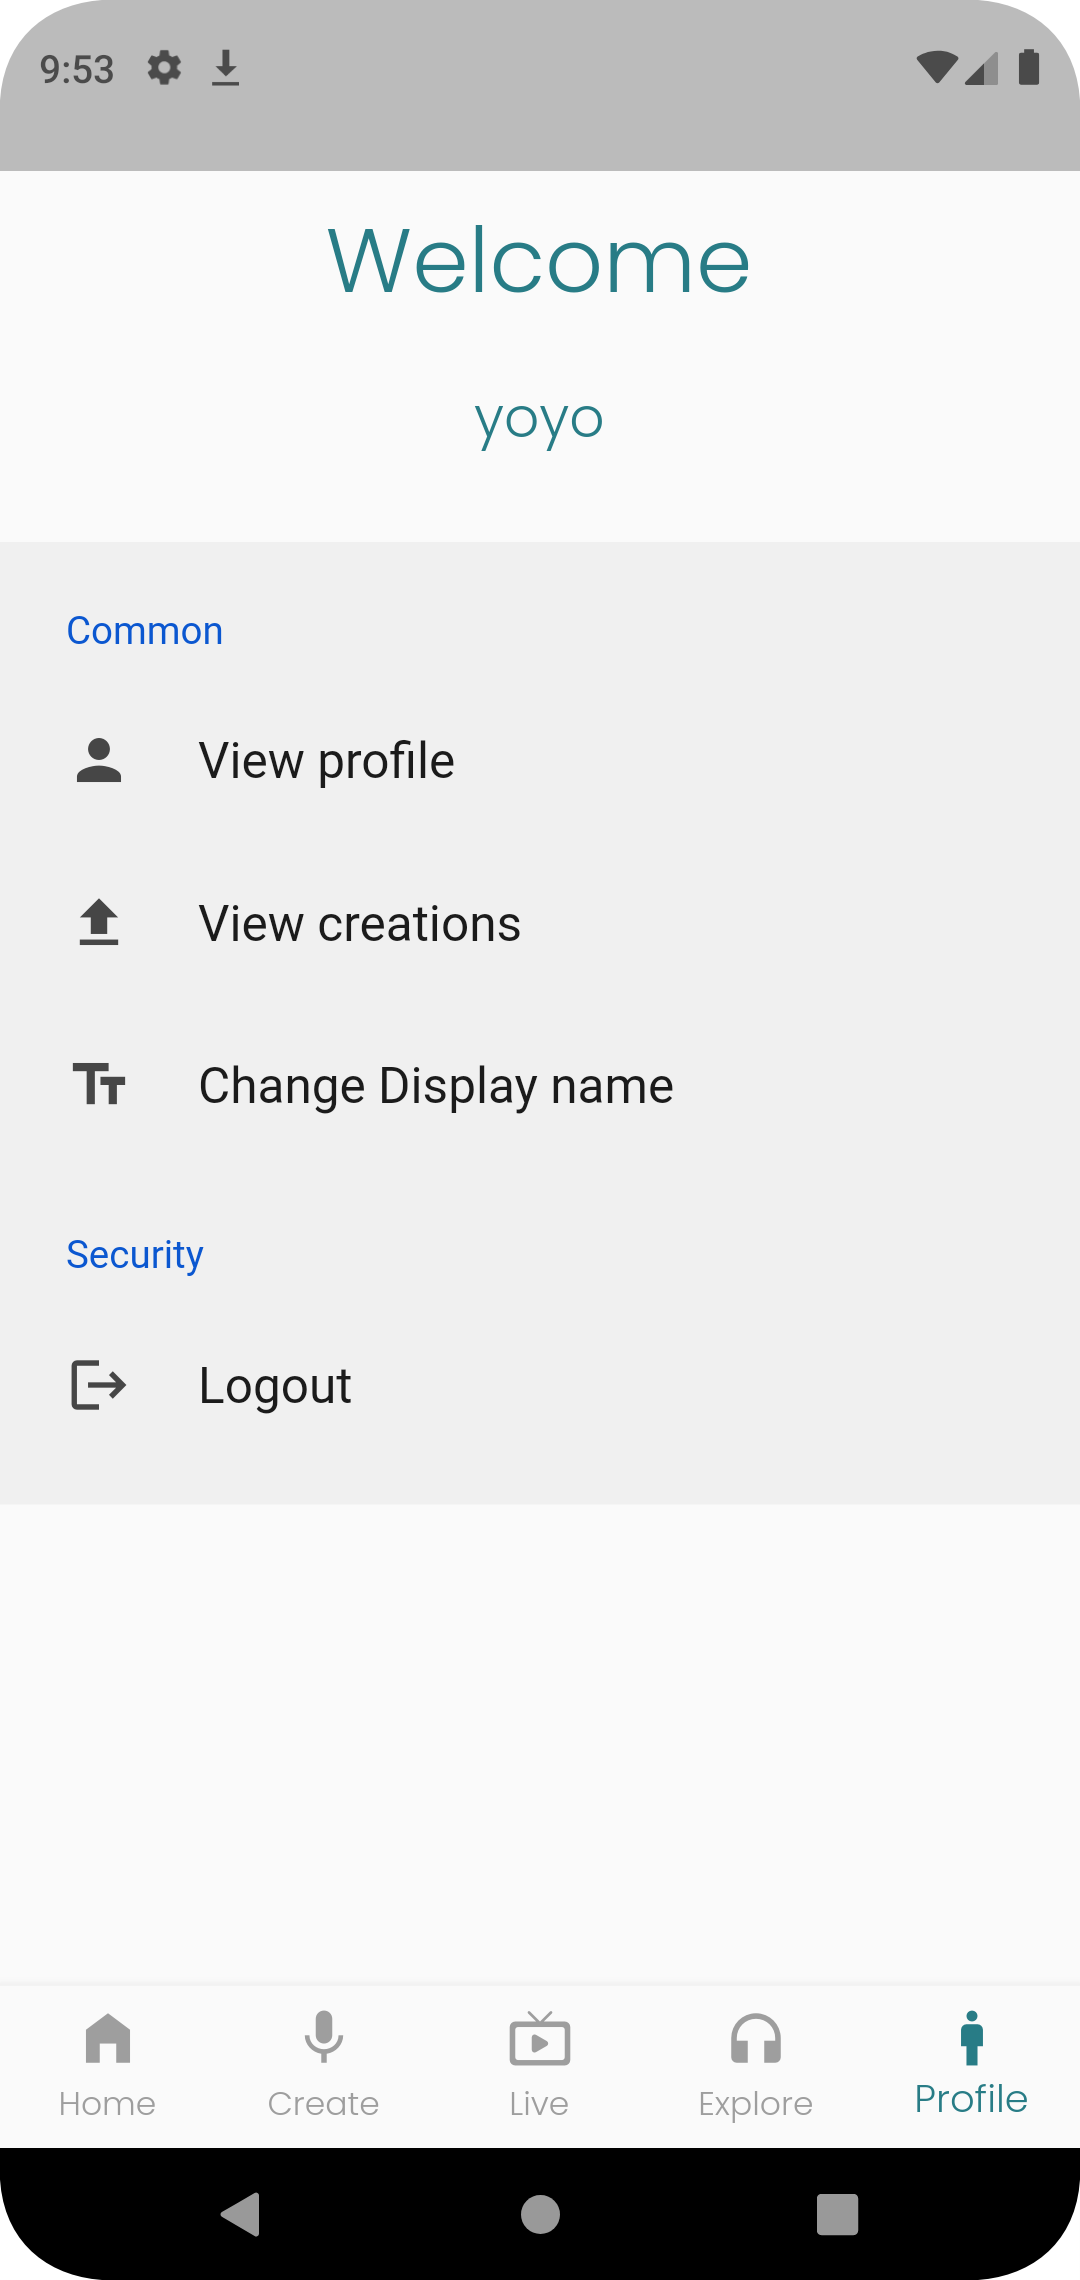 9:53
Welcome
yoyo
Common
View profile
View creations
Change Display name
Security
Logout
Home
Create
Live
Explore
Profile